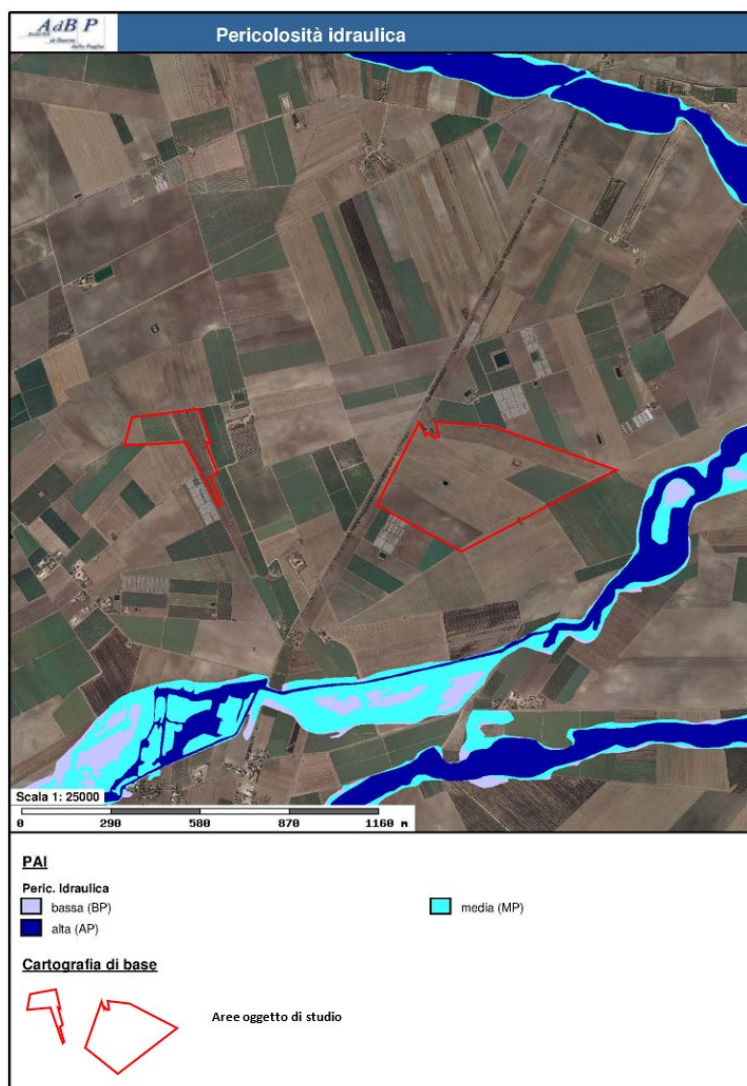 AdB P
Pericolosità idraulica
Scala 1: 25000
0 290 580 870 1160 m
PAI
Peric. Idraulica
bassa (BP)
media (MP)
alta (AP)
Cartografia di base
Aree oggetto di studio